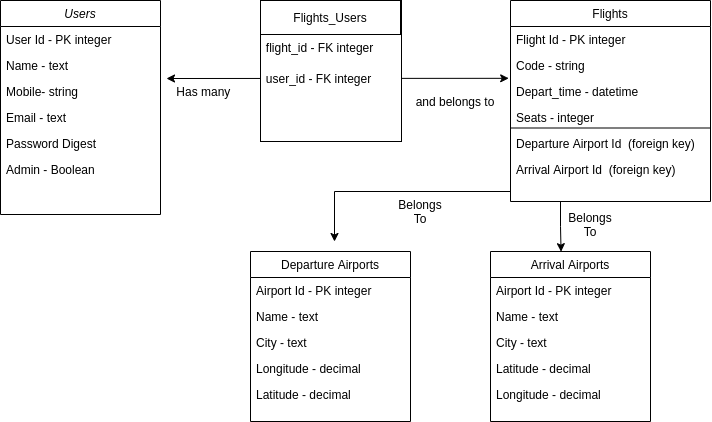 Users
User Id - PK integer
Name - text
Mobile- string
Email - text
Password Digest
Admin - Boolean
Has many
Flights_Users
flight_id - FK integer
user_id - FK integer
and belongs to
Flights
Flight Id - PK integer
Code - string
Depart_time - datetime
Seats - integer
Departure Airport Id  (foreign key)
Arrival Airport Id  (foreign key)
Belongs
To
Belongs
To
Departure Airports
Airport Id - PK integer
Name - text
City - text
Longitude - decimal
Latitude - decimal
Arrival Airports
Airport Id - PK integer
Name - text
City - text
Latitude - decimal
Longitude - decimal